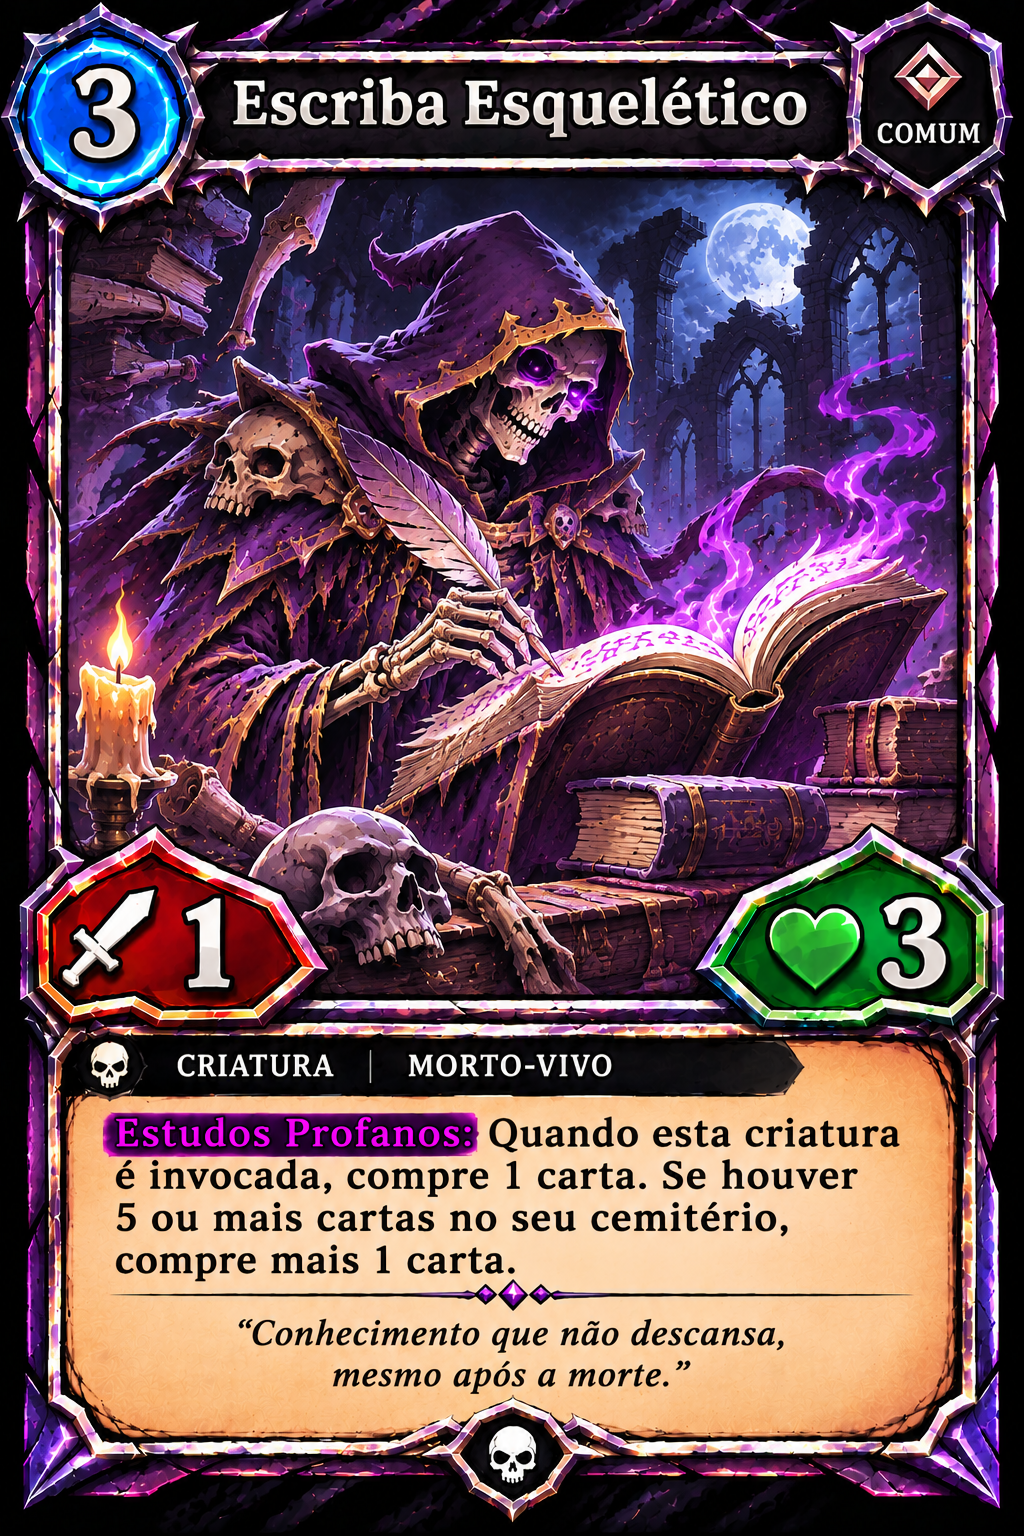 3
Escriba Esquelético
COMUM
1
3
CRIATURA | MORTO-VIVO
Estudos Profanos: Quando esta criatura
é invocada, compre 1 carta. Se houver
5 ou mais cartas no seu cemitério,
compre mais 1 carta.
“Conhecimento que não descansa,
mesmo após a morte.”